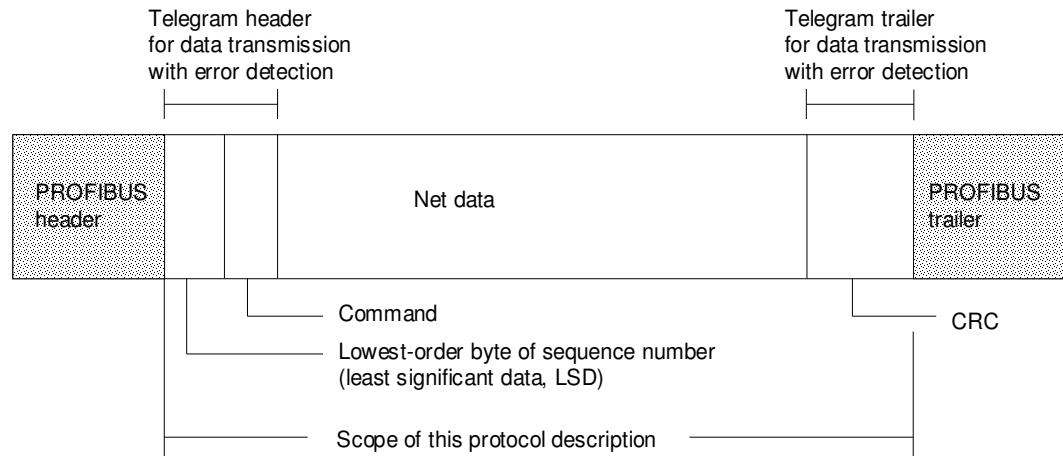 Telegram header
for data transmission
with error detection
Telegram trailer
for data transmission
with error detection
PROFIBUS
header
Net data
PROFIBUS
trailer
Command
CRC
Lowest-order byte of sequence number
(least significant data, LSD)
Scope of this protocol description